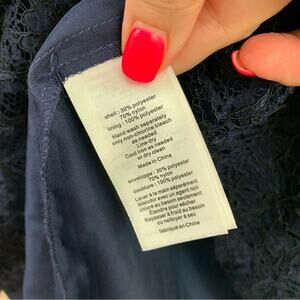 shell : 30% polyester
70% nylon
lining : 100% polyester
Hand wash separately
only non-chlorine bleach
as needed
Line dry
Cool iron as needed
or dry clean
Made in China
enveloppe : 30% polyester
70% nylon
doublure : 100% polyester
Laver à la main séparément
blanchir avec un agent sans
chlore au besoin seulement
Étendre pour sécher
Repasser à froid au besoin
ou nettoyer à sec
fabriqué en Chine